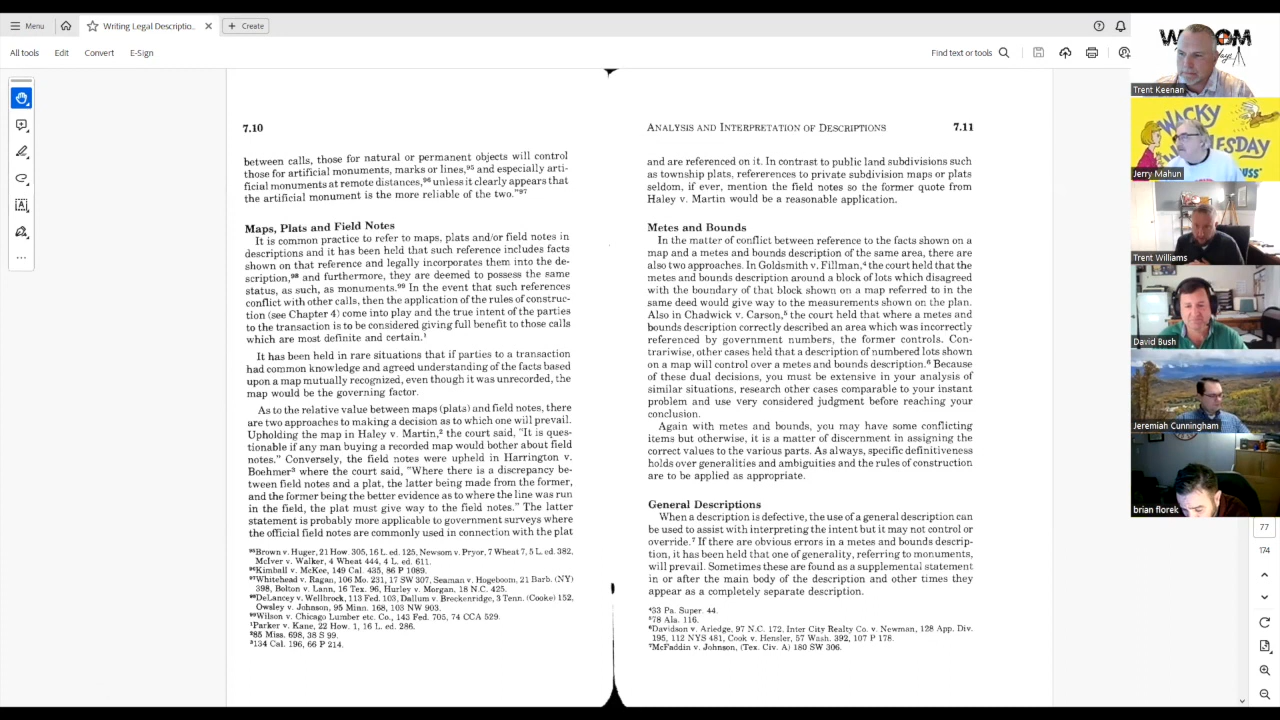 Menu
Writing Legal Descriptio...
Create
All tools
Edit
Convert
E-Sign
Find text or tools
7.10
between calls, those for natural or permanent objects will control
those for artificial monuments, marks or lines,⁹⁵ and especially arti-
ficial monuments at remote distances,⁹⁶ unless it clearly appears that
the artificial monument is the more reliable of the two."⁹⁷
Maps, Plats and Field Notes
It is common practice to refer to maps, plats and/or field notes in
descriptions and it has been held that such reference includes facts
shown on that reference and legally incorporates them into the de-
scription,⁹⁸ and furthermore, they are deemed to possess the same
status, as such, as monuments.⁹⁹ In the event that such references
conflict with other calls, then the application of the rules of construc-
tion (see Chapter 4) come into play and the true intent of the parties
to the transaction is to be considered giving full benefit to those calls
which are most definite and certain.¹
It has been held in rare situations that if parties to a transaction
had common knowledge and agreed understanding of the facts based
upon a map mutually recognized, even though it was unrecorded, the
map would be the governing factor.
As to the relative value between maps (plats) and field notes, there
are two approaches to making a decision as to which one will prevail.
Upholding the map in Haley v. Martin,² the court said, "It is ques-
tionable if any man buying a recorded map would bother about field
notes." Conversely, the field notes were upheld in Harrington v.
Boehmer³ where the court said, "Where there is a discrepancy be-
tween field notes and a plat, the latter being made from the former,
and the former being the better evidence as to where the line was run
in the field, the plat must give way to the field notes." The latter
statement is probably more applicable to government surveys where
the official field notes are commonly used in connection with the plat
⁹⁵Brown v. Huger, 21 How. 305, 16 L. ed. 125, Newsom v. Pryor, 7 Wheat 7, 5 L. ed. 382,
McIver v. Walker, 4 Wheat 444, 4 L. ed. 611.
⁹⁶Kimball v. McKee, 149 Cal. 435, 86 P 1089.
⁹⁷Whitehead v. Ragan, 106 Mo. 231, 17 SW 307, Seaman v. Hogeboom, 21 Barb. (NY)
398, Bolton v. Lann, 16 Tex. 96, Hurley v. Morgan, 18 N.C. 425.
⁹⁸DeLancey v. Wellbrock, 113 Fed. 103, Dallum v. Breckenridge, 3 Tenn. (Cooke) 152,
Owsley v. Johnson, 95 Minn. 168, 103 NW 903.
⁹⁹Wilson v. Chicago Lumber etc. Co., 143 Fed. 705, 74 CCA 529.
¹Parker v. Kane, 22 How. 1, 16 L. ed. 286.
²85 Miss. 698, 38 S 99.
³134 Cal. 196, 66 P 214.
ANALYSIS AND INTERPRETATION OF DESCRIPTIONS 7.11
and are referenced on it. In contrast to public land subdivisions such
as township plats, refererences to private subdivision maps or plats
seldom, if ever, mention the field notes so the former quote from
Haley v. Martin would be a reasonable application.
Metes and Bounds
In the matter of conflict between reference to the facts shown on a
map and a metes and bounds description of the same area, there are
also two approaches. In Goldsmith v. Fillman,⁴ the court held that the
metes and bounds description around a block of lots which disagreed
with the boundary of that block shown on a map referred to in the
same deed would give way to the measurements shown on the plan.
Also in Chadwick v. Carson,⁵ the court held that where a metes and
bounds description correctly described an area which was incorrectly
referenced by government numbers, the former controls. Con-
trariwise, other cases held that a description of numbered lots shown
on a map will control over a metes and bounds description.⁶ Because
of these dual decisions, you must be extensive in your analysis of
similar situations, research other cases comparable to your instant
problem and use very considered judgment before reaching your
conclusion.
Again with metes and bounds, you may have some conflicting
items but otherwise, it is a matter of discernment in assigning the
correct values to the various parts. As always, specific definitiveness
holds over generalities and ambiguities and the rules of construction
are to be applied as appropriate.
General Descriptions
When a description is defective, the use of a general description can
be used to assist with interpreting the intent but it may not control or
override.⁷ If there are obvious errors in a metes and bounds descrip-
tion, it has been held that one of generality, referring to monuments,
will prevail. Sometimes these are found as a supplemental statement
in or after the main body of the description and other times they
appear as a completely separate description.
⁴33 Pa. Super. 44.
⁵78 Ala. 116.
⁶Davidson v. Arledge, 97 N.C. 172, Inter City Realty Co. v. Newman, 128 App. Div.
195, 112 NYS 481, Cook v. Hensler, 57 Wash. 392, 107 P 178.
⁷McFaddin v. Johnson, (Tex. Civ. A) 180 SW 306.
Trent Keenan
WACKY
Jerry Mahun
Trent Williams
David Bush
Jeremiah Cunningham
brian florek
77
174